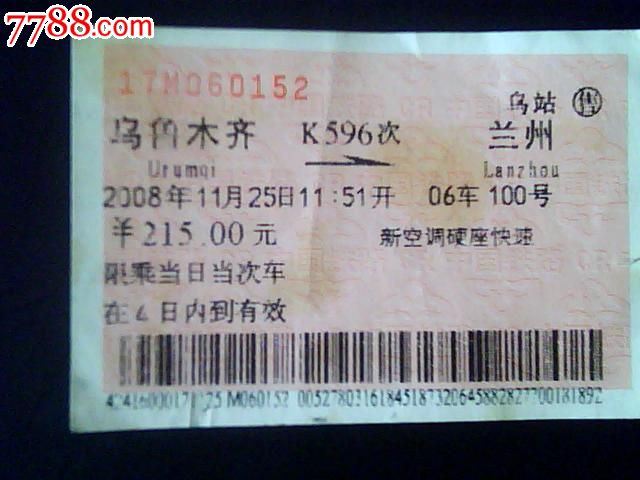 7788.com
17M060152
乌站 售
乌鲁木齐 K596次 兰州
Urumqi Lanzhou
2008年11月25日11:51开 06车 100号
¥215.00元 新空调硬座快速
限乘当日当次车
在4日内到有效
M060152 00527803161845187320645882827700181892